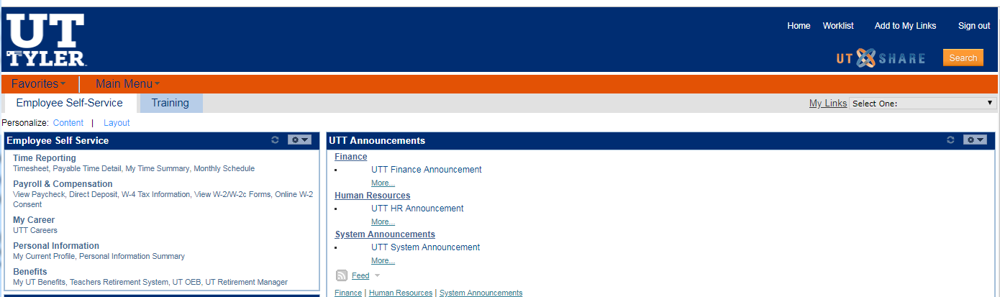 UT
TYLER
Home Worklist Add to My Links Sign out
UT SHARE Search
Favorites Main Menu
Employee Self-Service Training My Links Select One:
Personalize: Content | Layout
Employee Self Service
Time Reporting
Timesheet, Payable Time Detail, My Time Summary, Monthly Schedule
Payroll & Compensation
View Paycheck, Direct Deposit, W-4 Tax Information, View W-2/W-2c Forms, Online W-2
Consent
My Career
UTT Careers
Personal Information
My Current Profile, Personal Information Summary
Benefits
My UT Benefits, Teachers Retirement System, UT OEB, UT Retirement Manager
UTT Announcements
Finance
UTT Finance Announcement
More...
Human Resources
UTT HR Announcement
More...
System Announcements
UTT System Announcement
More...
Feed
Finance | Human Resources | System Announcements